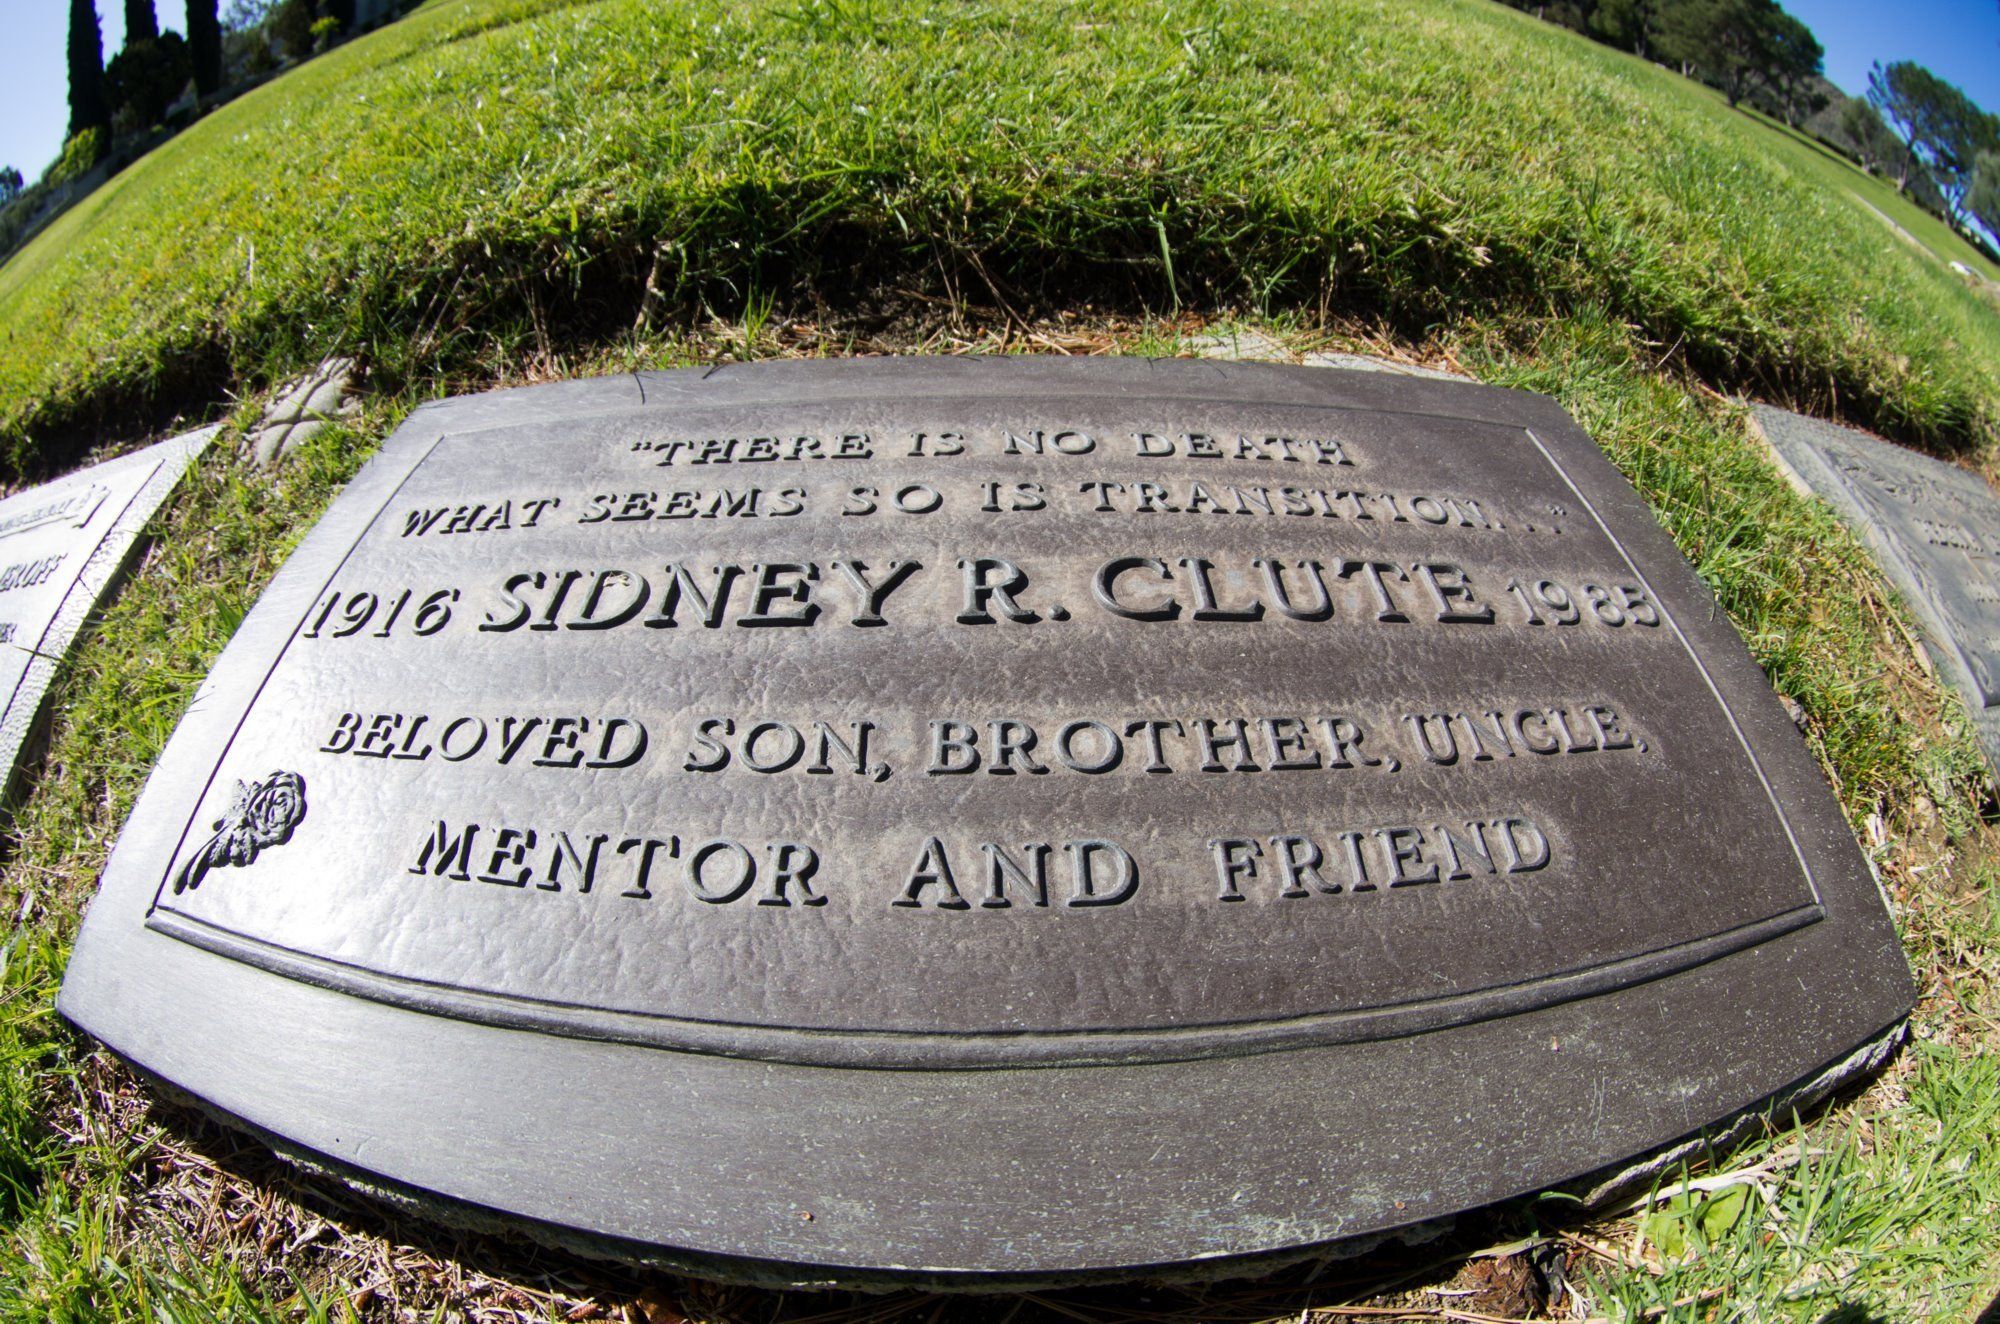 "THERE IS NO DEATH
WHAT SEEMS SO IS TRANSITION. . ."
1916 SIDNEY R. CLUTE 1985
BELOVED SON, BROTHER, UNCLE,
MENTOR AND FRIEND